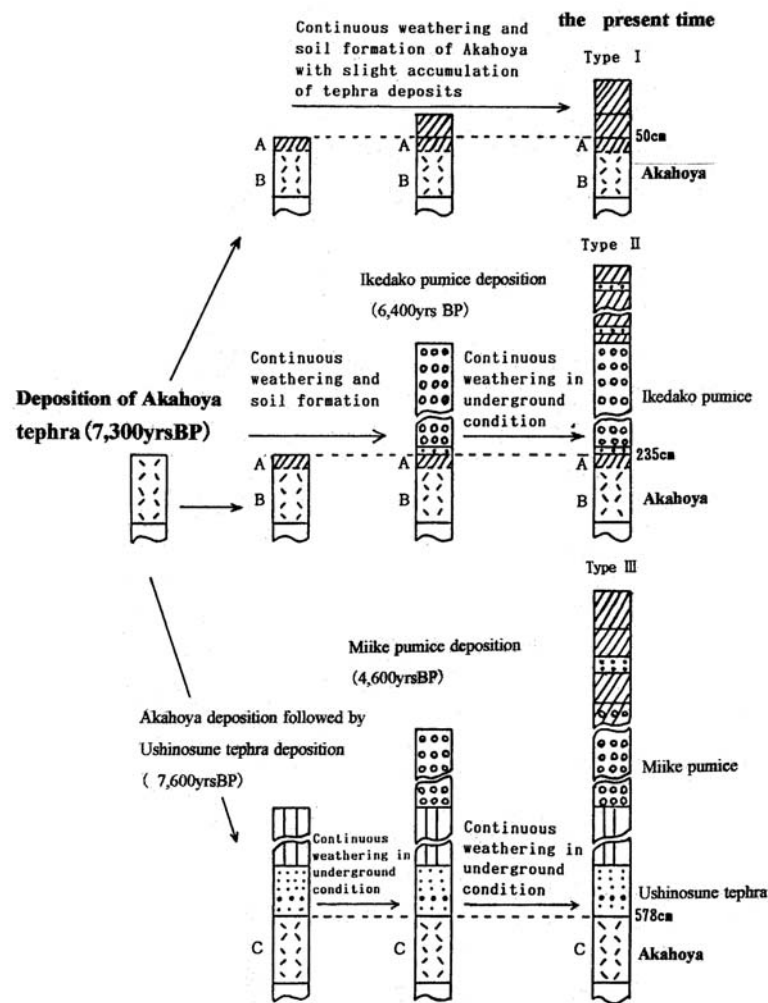 the present time
Continuous weathering and
soil formation of Akahoya
with slight accumulation
of tephra deposits
Type Ⅰ
50cm
A
A
A
B
B
B
Akahoya
Type Ⅱ
Ikedako pumice deposition
(6,400yrs BP)
Continuous
weathering and
soil formation
Continuous
weathering in
underground
condition
Deposition of Akahoya
tephra (7,300yrsBP)
Ikedako pumice
235cm
A
A
A
B
B
B
Akahoya
Type Ⅲ
Miike pumice deposition
(4,600yrsBP)
Akahoya deposition followed by
Ushinosune tephra deposition
( 7,600yrsBP)
Miike pumice
Continuous
weathering in
underground
condition
Continuous
weathering in
underground
condition
Ushinosune tephra
578cm
C
C
C
Akahoya